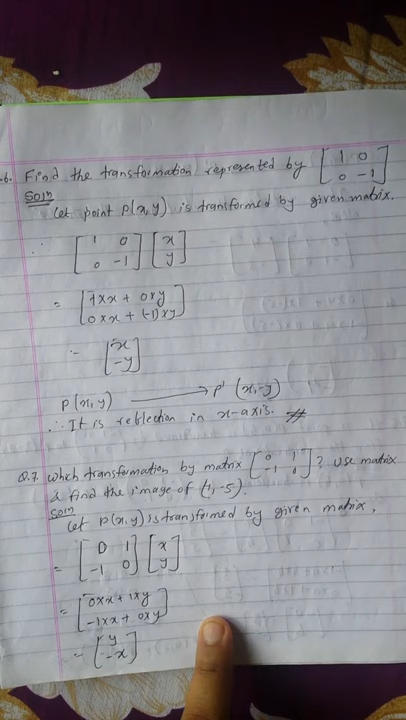 .6. Find the transformation represented by [1 0
0 -1]
Soln
Let point P(x,y) is transformed by given matrix.
∴ [1 0
0 -1] [x
y]
= [1×x + 0×y
0×x + (-1)×y]
= [x
-y]
P(x,y) ⟶ P' (x,-y)
∴ It is reflection in x-axis.
Q.7. Which transformation by matrix [0 1
-1 0]? Use matrix
& find the image of (1,-5).
Soln
Let P(x,y) is transformed by given matrix,
= [0 1
-1 0] [x
y]
= [0×x + 1×y
-1×x + 0×y]
= [y
-x]